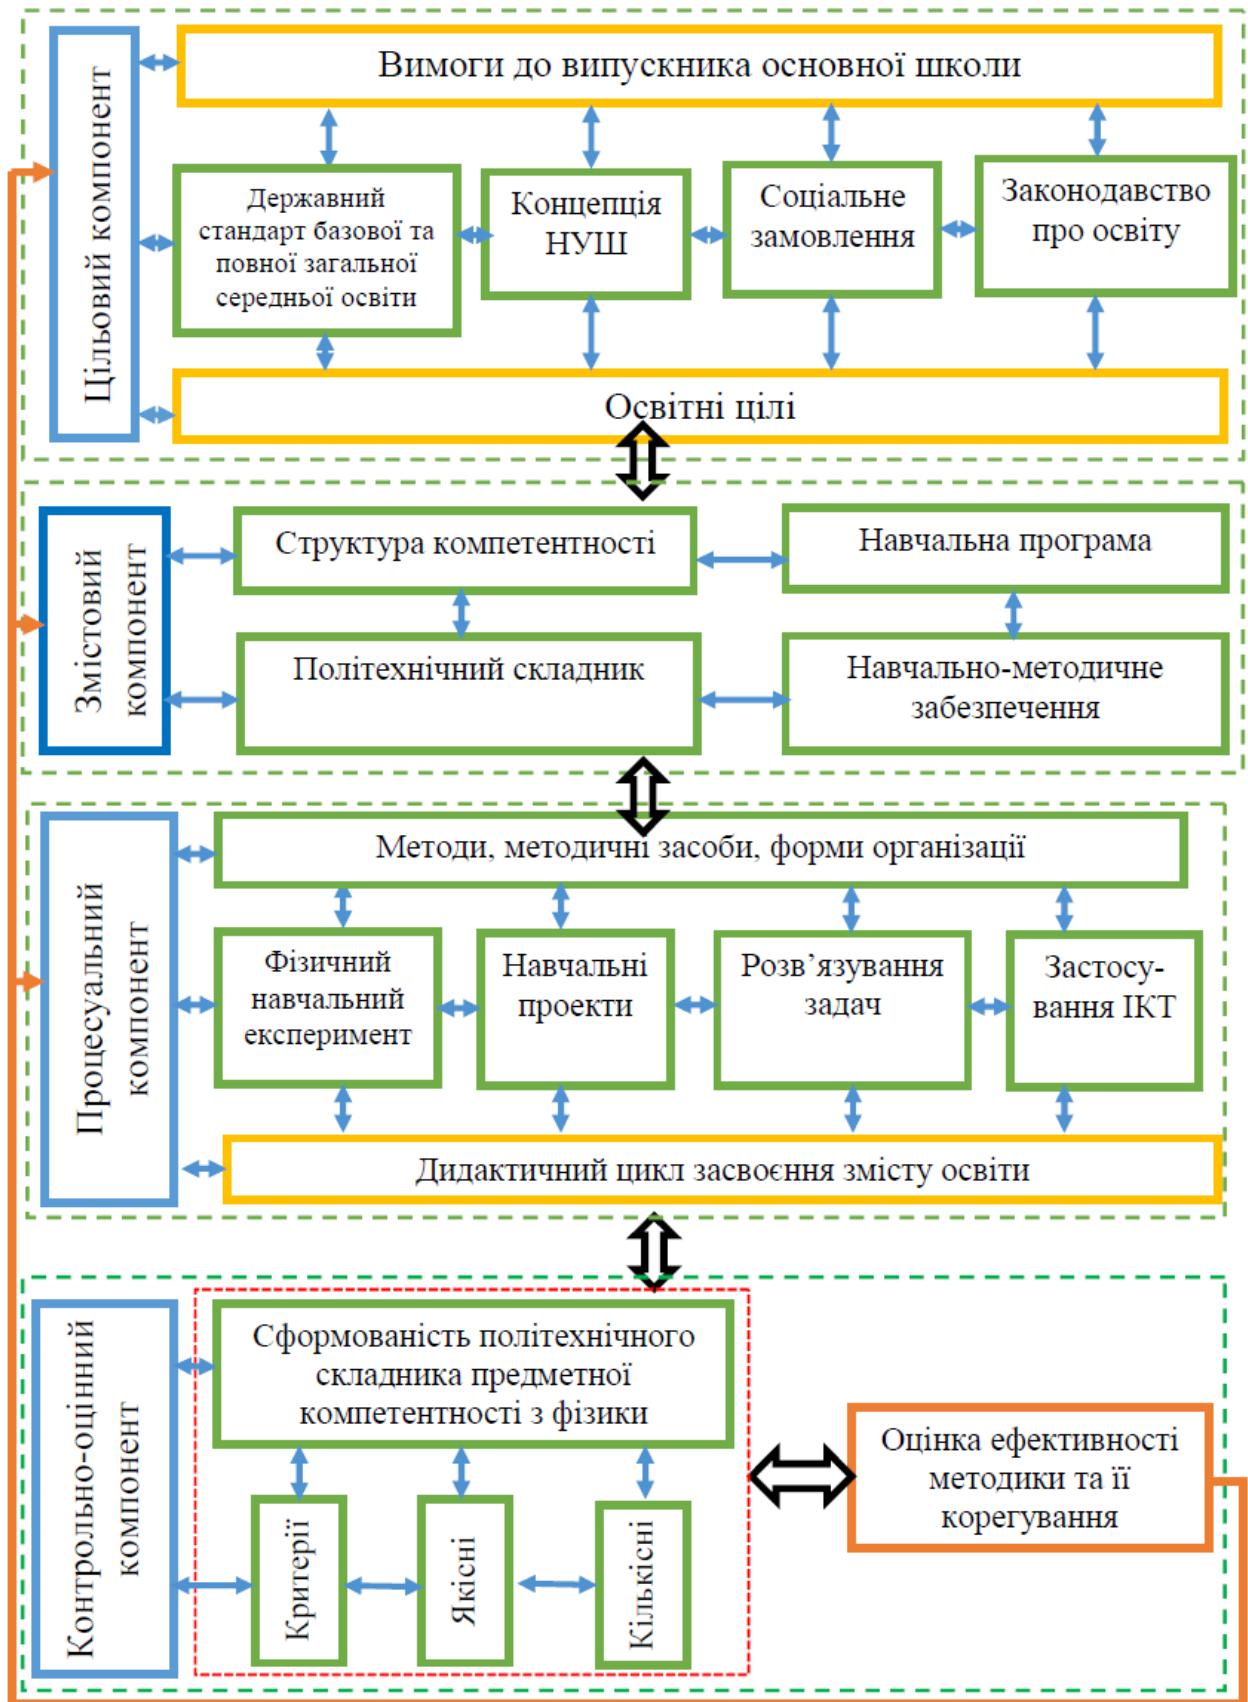 Цільовий компонент
Вимоги до випускника основної школи
Державний
стандарт базової та
повної загальної
середньої освіти
Концепція
НУШ
Соціальне
замовлення
Законодавство
про освіту
Освітні цілі
Змістовий
компонент
Структура компетентності
Навчальна програма
Політехнічний складник
Навчально-методичне
забезпечення
Процесуальний
компонент
Методи, методичні засоби, форми організації
Фізичний
навчальний
експеримент
Навчальні
проекти
Розв’язування
задач
Застосу-
вання ІКТ
Дидактичний цикл засвоєння змісту освіти
Контрольно-оцінний
компонент
Сформованість політехнічного
складника предметної
компетентності з фізики
Критерії
Якісні
Кількісні
Оцінка ефективності
методики та її
корегування